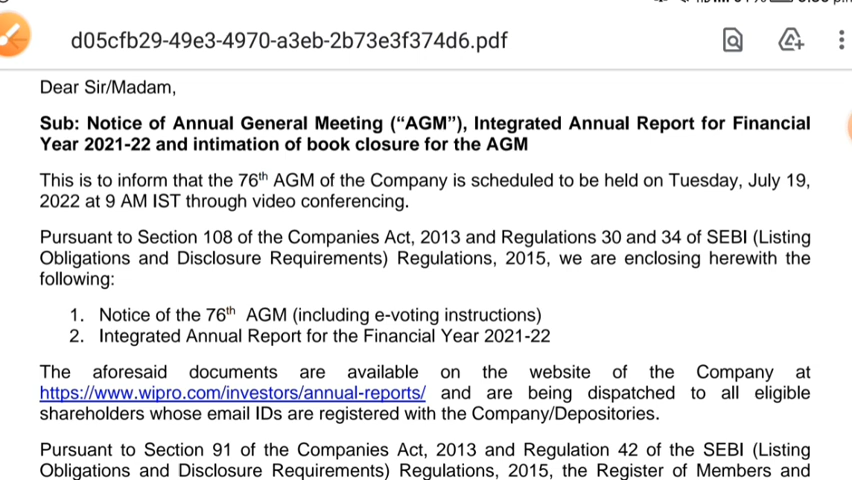 d05cfb29-49e3-4970-a3eb-2b73e3f374d6.pdf
Dear Sir/Madam,
Sub: Notice of Annual General Meeting (“AGM”), Integrated Annual Report for Financial
Year 2021-22 and intimation of book closure for the AGM
This is to inform that the 76th AGM of the Company is scheduled to be held on Tuesday, July 19,
2022 at 9 AM IST through video conferencing.
Pursuant to Section 108 of the Companies Act, 2013 and Regulations 30 and 34 of SEBI (Listing
Obligations and Disclosure Requirements) Regulations, 2015, we are enclosing herewith the
following:
1. Notice of the 76th AGM (including e-voting instructions)
2. Integrated Annual Report for the Financial Year 2021-22
The aforesaid documents are available on the website of the Company at
https://www.wipro.com/investors/annual-reports/ and are being dispatched to all eligible
shareholders whose email IDs are registered with the Company/Depositories.
Pursuant to Section 91 of the Companies Act, 2013 and Regulation 42 of the SEBI (Listing
Obligations and Disclosure Requirements) Regulations, 2015, the Register of Members and